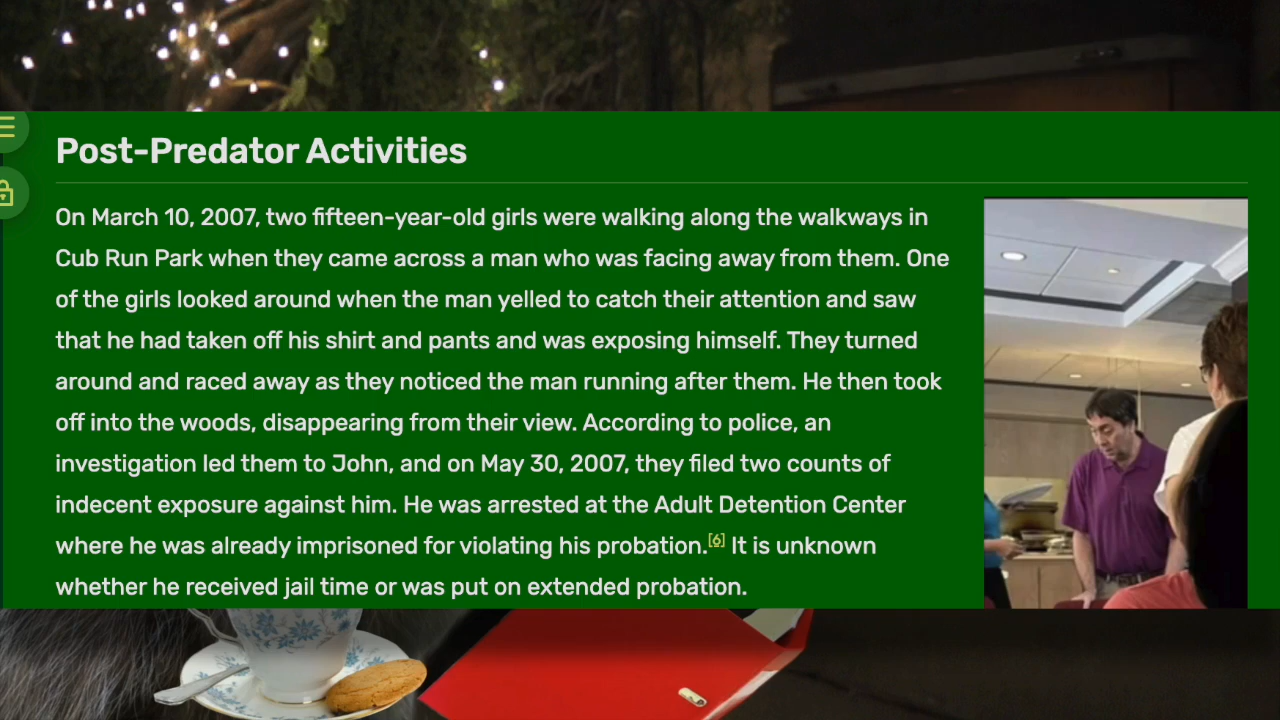 Post-Predator Activities
On March 10, 2007, two fifteen-year-old girls were walking along the walkways in
Cub Run Park when they came across a man who was facing away from them. One
of the girls looked around when the man yelled to catch their attention and saw
that he had taken off his shirt and pants and was exposing himself. They turned
around and raced away as they noticed the man running after them. He then took
off into the woods, disappearing from their view. According to police, an
investigation led them to John, and on May 30, 2007, they filed two counts of
indecent exposure against him. He was arrested at the Adult Detention Center
where he was already imprisoned for violating his probation.[6] It is unknown
whether he received jail time or was put on extended probation.